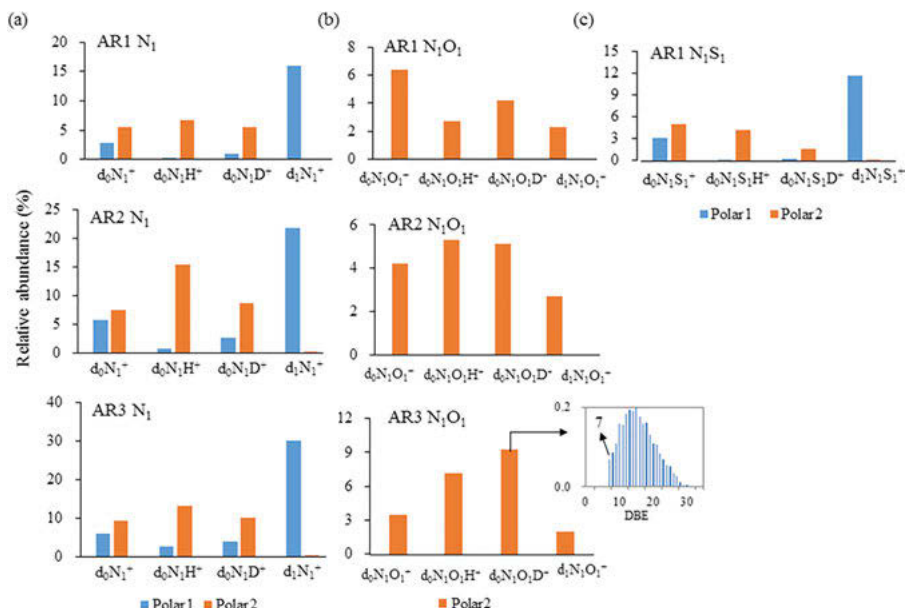 (a)
(b)
(c)
Relative abundance (%)
AR1 N₁
20
15
10
5
0
d₀N₁⁺
d₀N₁H⁺
d₀N₁D⁺
d₁N₁⁺
AR2 N₁
25
20
15
10
5
0
d₀N₁⁺
d₀N₁H⁺
d₀N₁D⁺
d₁N₁⁺
AR3 N₁
40
30
20
10
0
d₀N₁⁺
d₀N₁H⁺
d₀N₁D⁺
d₁N₁⁺
Polar1 Polar2
AR1 N₁O₁
8
6
4
2
0
d₀N₁O₁⁺
d₀N₁O₁H⁺
d₀N₁O₁D⁺
d₁N₁O₁⁺
AR2 N₁O₁
6
4
2
0
d₀N₁O₁⁺
d₀N₁O₁H⁺
d₀N₁O₁D⁺
d₁N₁O₁⁺
AR3 N₁O₁
12
9
6
3
0
d₀N₁O₁⁺
d₀N₁O₁H⁺
d₀N₁O₁D⁺
d₁N₁O₁⁺
Polar2
0.2
7
0.0
0 10 20 30
DBE
AR1 N₁S₁
15
12
9
6
3
0
d₀N₁S₁⁺
d₀N₁S₁H⁺
d₀N₁S₁D⁺
d₁N₁S₁⁺
Polar1 Polar2